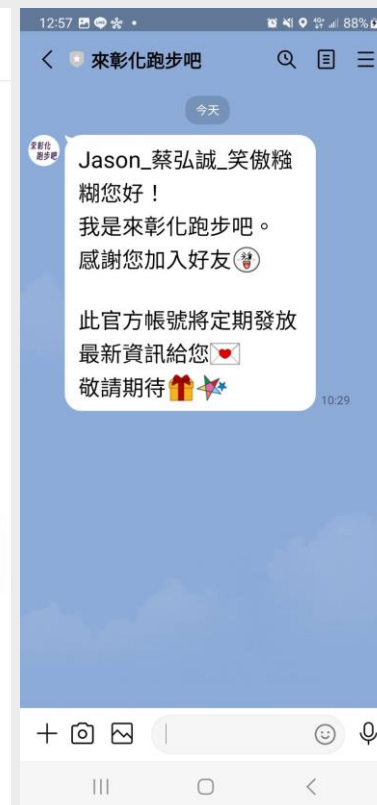 12:57
88%
來彰化跑步吧
今天
來彰化
跑步吧
Jason_蔡弘誠_笑傲糨
糊您好！
我是來彰化跑步吧。
感謝您加入好友
此官方帳號將定期發放
最新資訊給您
敬請期待
10:29